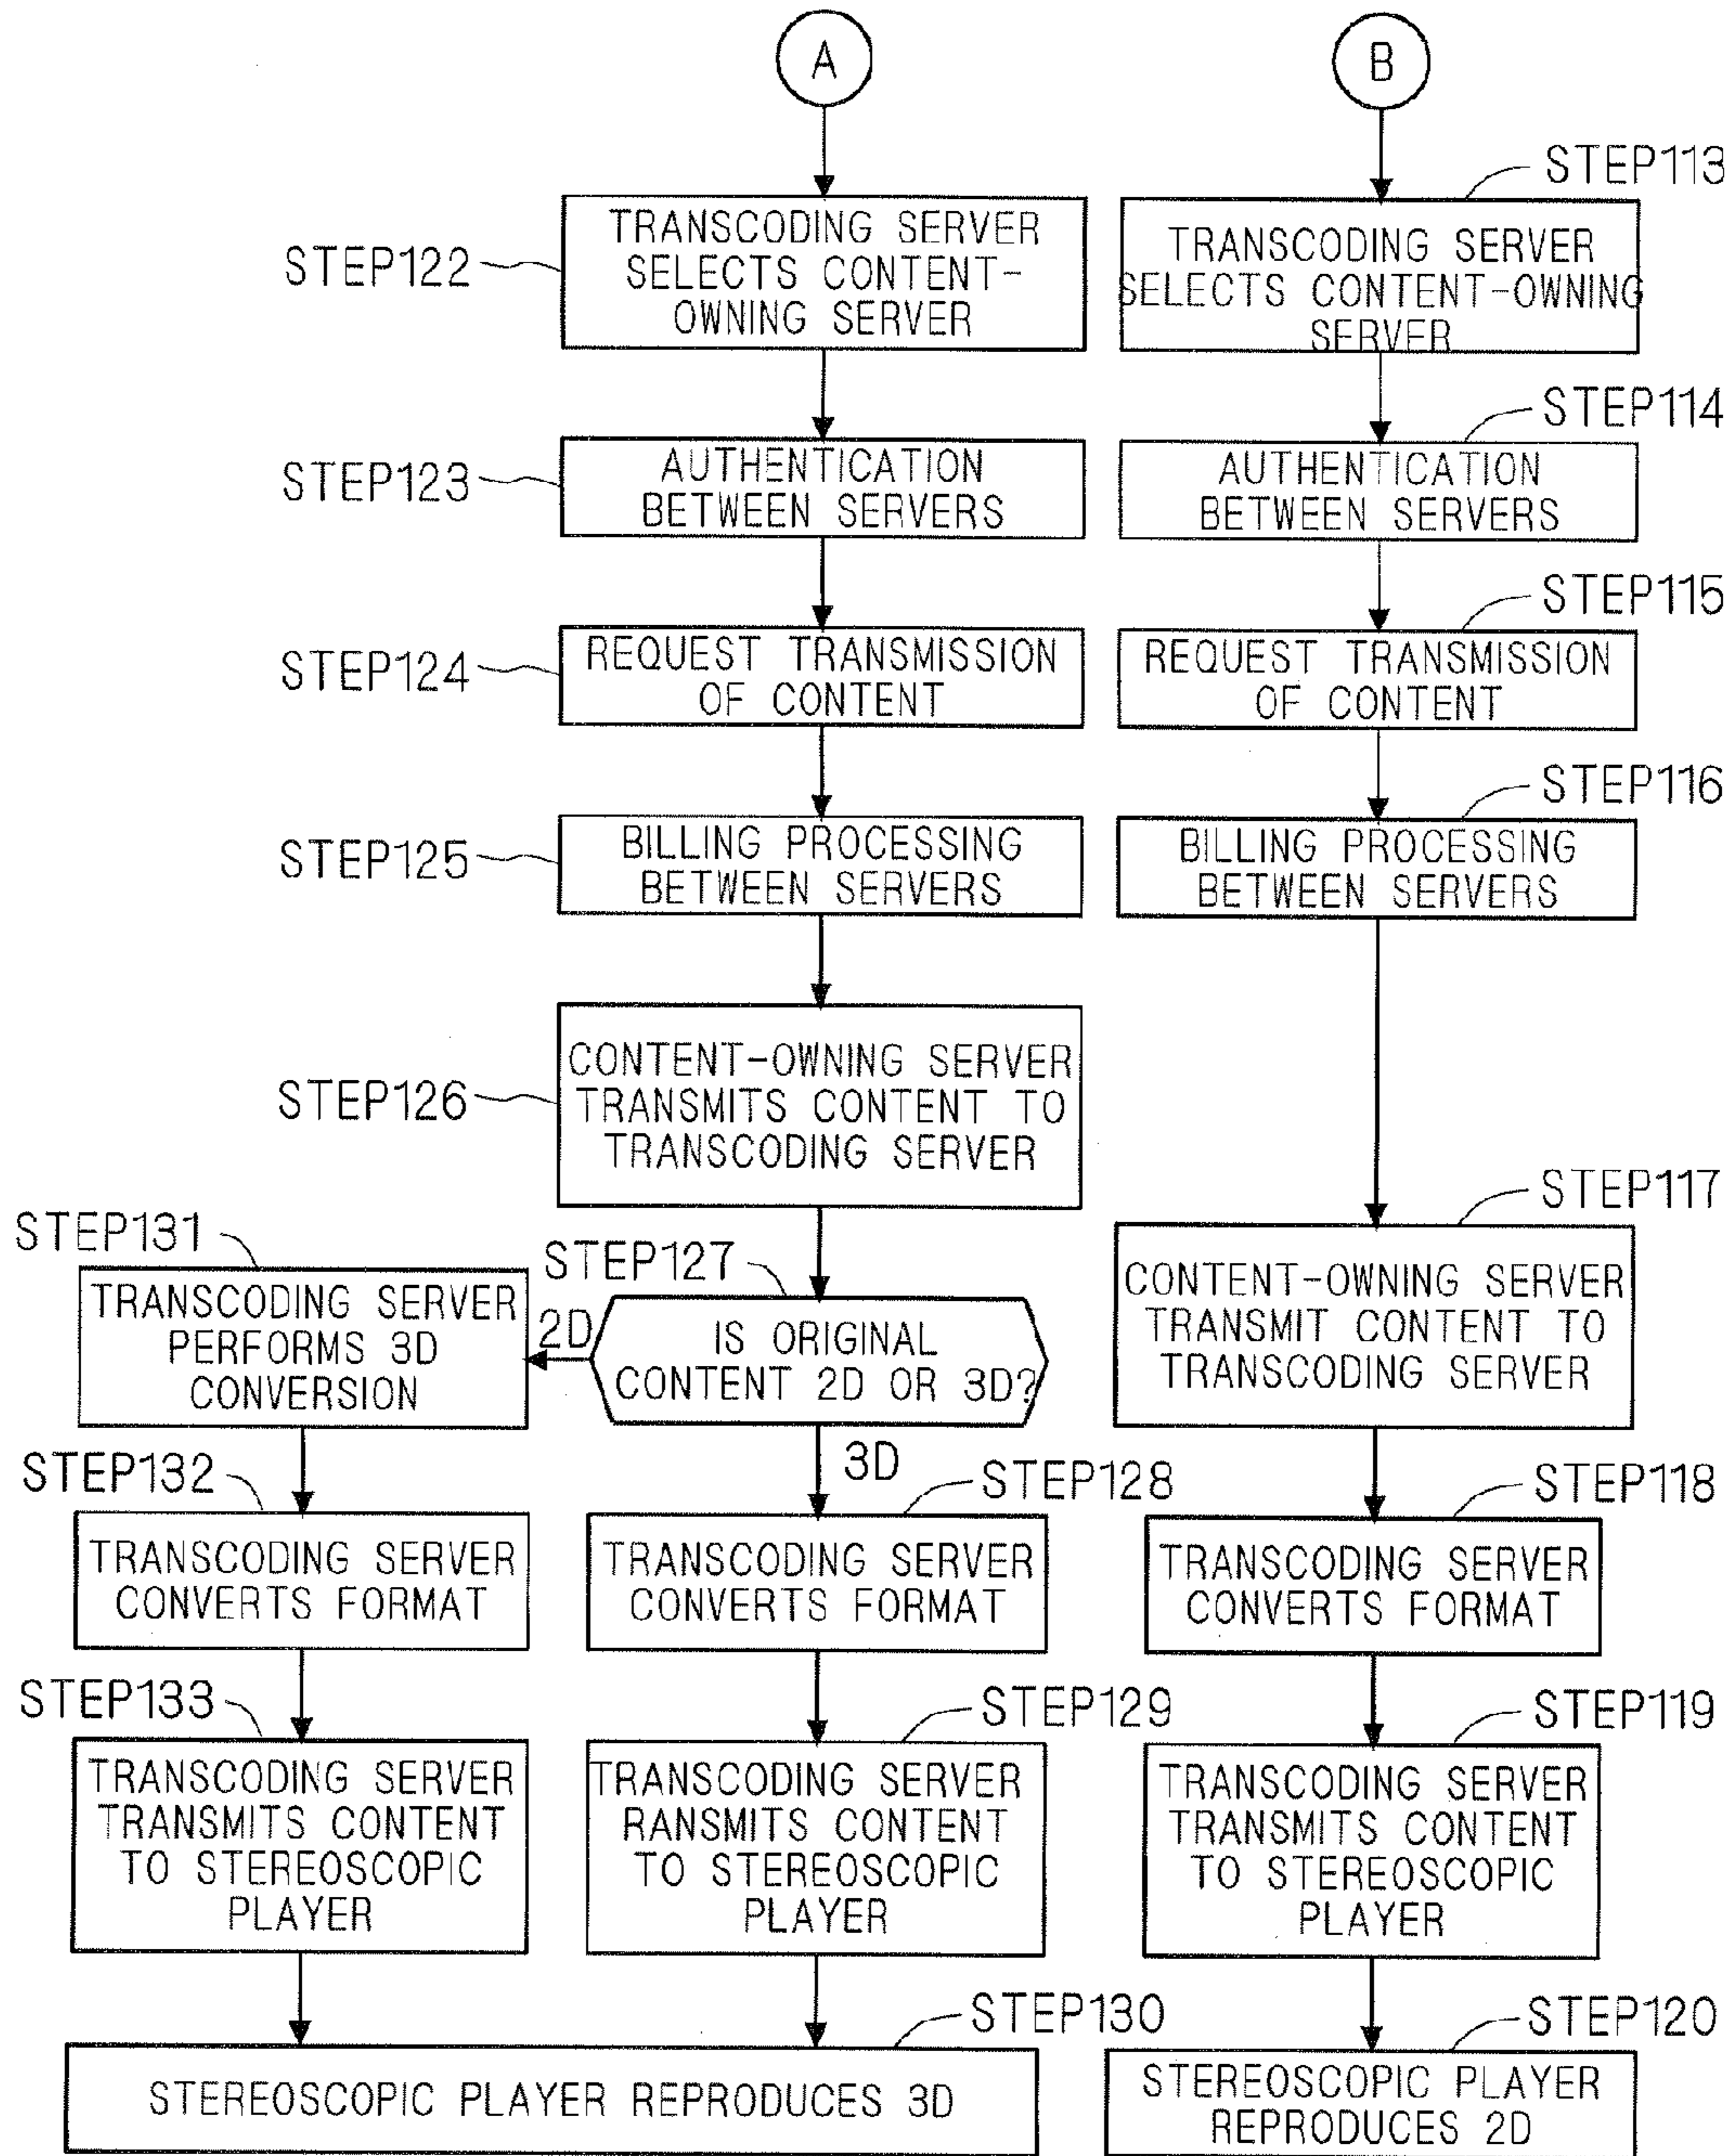 A
B
STEP113
STEP122
TRANSCODING SERVER
SELECTS CONTENT-
OWNING SERVER
TRANSCODING SERVER
SELECTS CONTENT-OWNING
SERVER
STEP114
STEP123
AUTHENTICATION
BETWEEN SERVERS
AUTHENTICATION
BETWEEN SERVERS
STEP115
STEP124
REQUEST TRANSMISSION
OF CONTENT
REQUEST TRANSMISSION
OF CONTENT
STEP116
STEP125
BILLING PROCESSING
BETWEEN SERVERS
BILLING PROCESSING
BETWEEN SERVERS
STEP126
CONTENT-OWNING SERVER
TRANSMITS CONTENT TO
TRANSCODING SERVER
STEP117
CONTENT-OWNING SERVER
TRANSMIT CONTENT TO
TRANSCODING SERVER
STEP131
TRANSCODING SERVER
PERFORMS 3D
CONVERSION
STEP127
2D
IS ORIGINAL
CONTENT 2D OR 3D?
3D
STEP132
TRANSCODING SERVER
CONVERTS FORMAT
STEP128
TRANSCODING SERVER
CONVERTS FORMAT
STEP118
TRANSCODING SERVER
CONVERTS FORMAT
STEP133
TRANSCODING SERVER
TRANSMITS CONTENT
TO STEREOSCOPIC
PLAYER
STEP129
TRANSCODING SERVER
RANSMITS CONTENT
TO STEREOSCOPIC
PLAYER
STEP119
TRANSCODING SERVER
TRANSMITS CONTENT
TO STEREOSCOPIC
PLAYER
STEP130
STEREOSCOPIC PLAYER REPRODUCES 3D
STEP120
STEREOSCOPIC PLAYER
REPRODUCES 2D